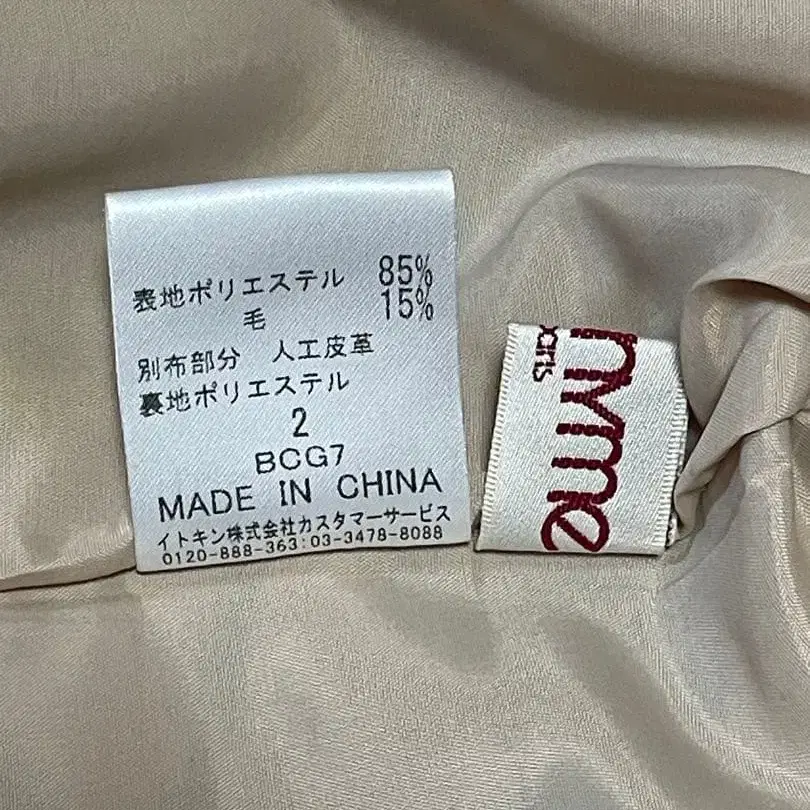 表地ポリエステル 85%
毛 15%
別布部分 人工皮革
裏地ポリエステル
2
BCG7
MADE IN CHINA
イトキン株式会社カスタマーサービス
0120-888-363:03-3478-8088
nyme
paris